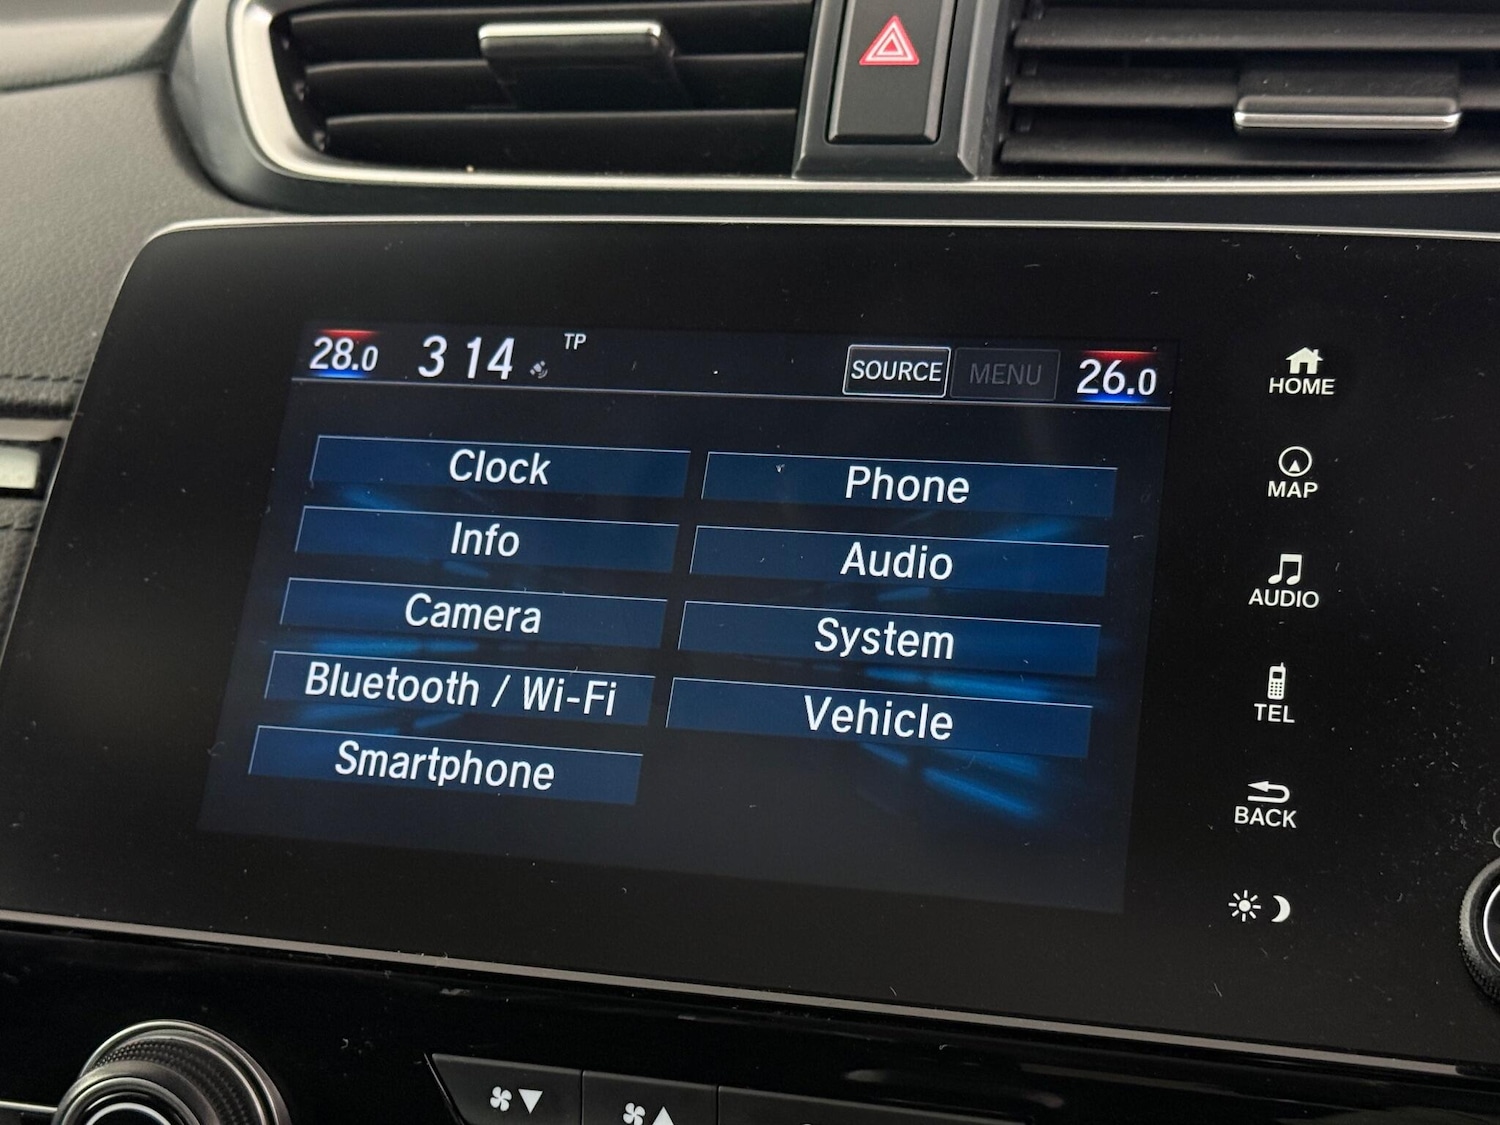 28.0 3 14 TP SOURCE MENU 26.0
HOME
Clock Phone
MAP
Info Audio
AUDIO
Camera System
Bluetooth / Wi-Fi Vehicle
TEL
Smartphone
BACK